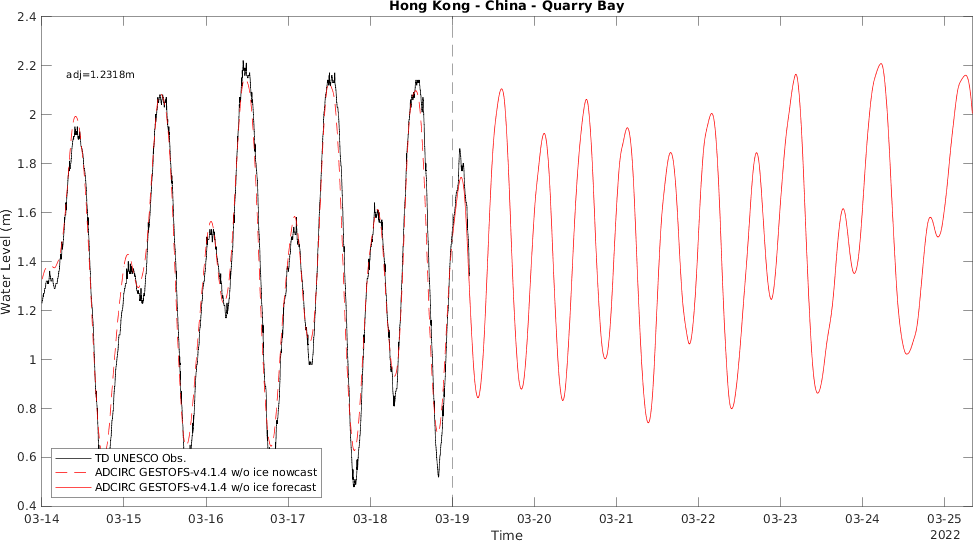 Hong Kong - China - Quarry Bay
2.4
2.2
2
1.8
1.6
1.4
1.2
1
0.8
0.6
0.4
Water Level (m)
adj=1.2318m
TD UNESCO Obs.
ADCIRC GESTOFS-v4.1.4 w/o ice nowcast
ADCIRC GESTOFS-v4.1.4 w/o ice forecast
03-14 03-15 03-16 03-17 03-18 03-19 03-20 03-21 03-22 03-23 03-24 03-25
2022
Time